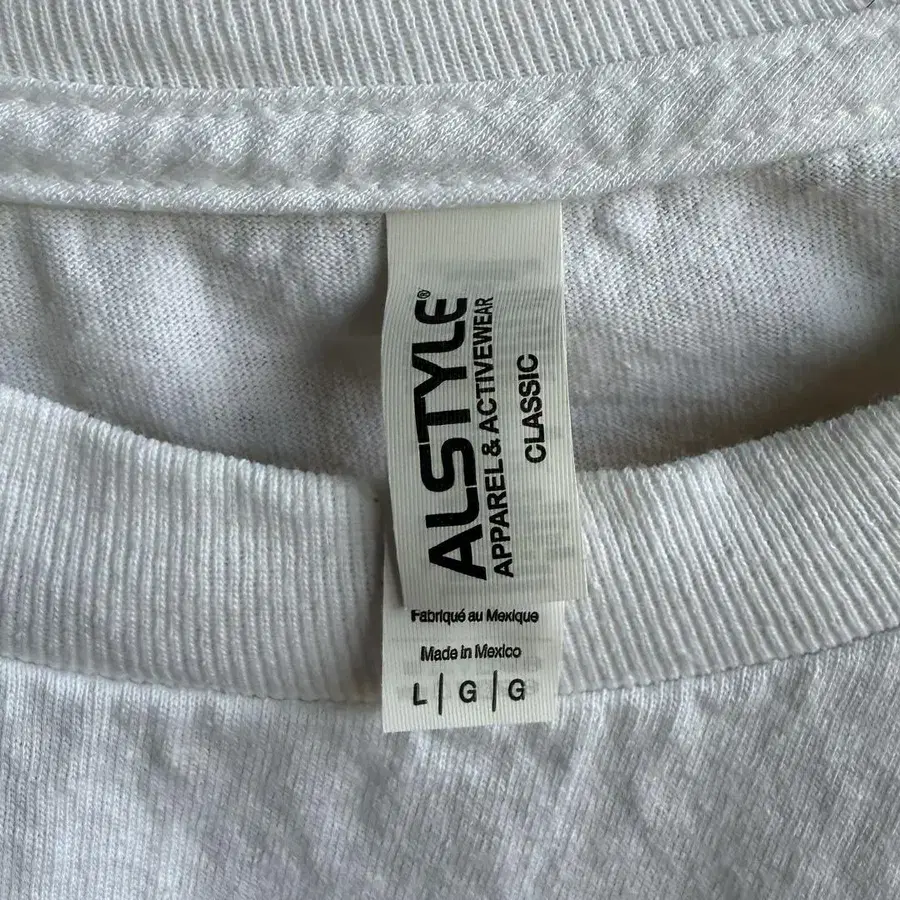 ALSTYLE®
APPAREL & ACTIVEWEAR
CLASSIC
Fabriqué au Mexique
Made in Mexico
L | G | G